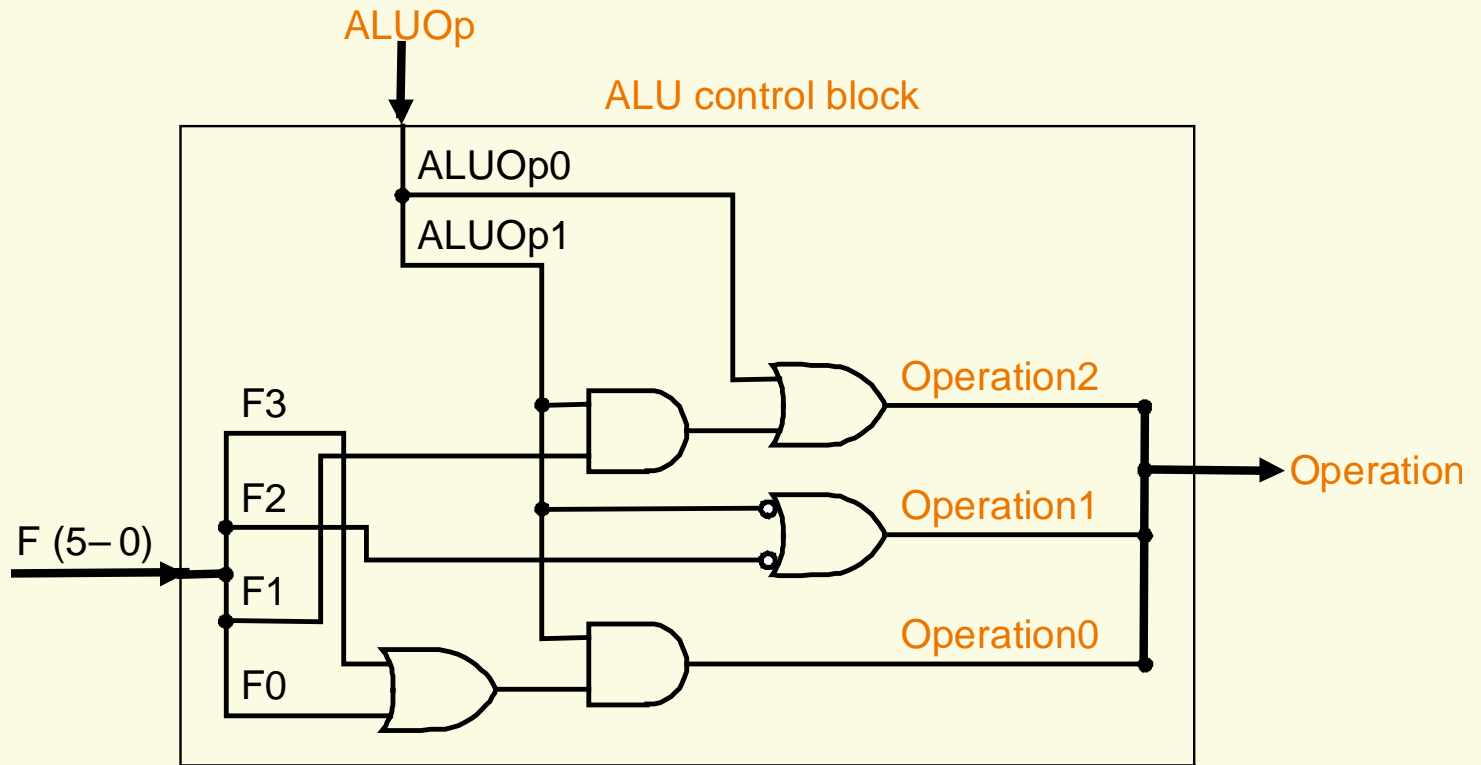 ALUOp
ALU control block
ALUOp0
ALUOp1
Operation2
F3
Operation
F2
Operation1
F (5–0)
F1
Operation0
F0